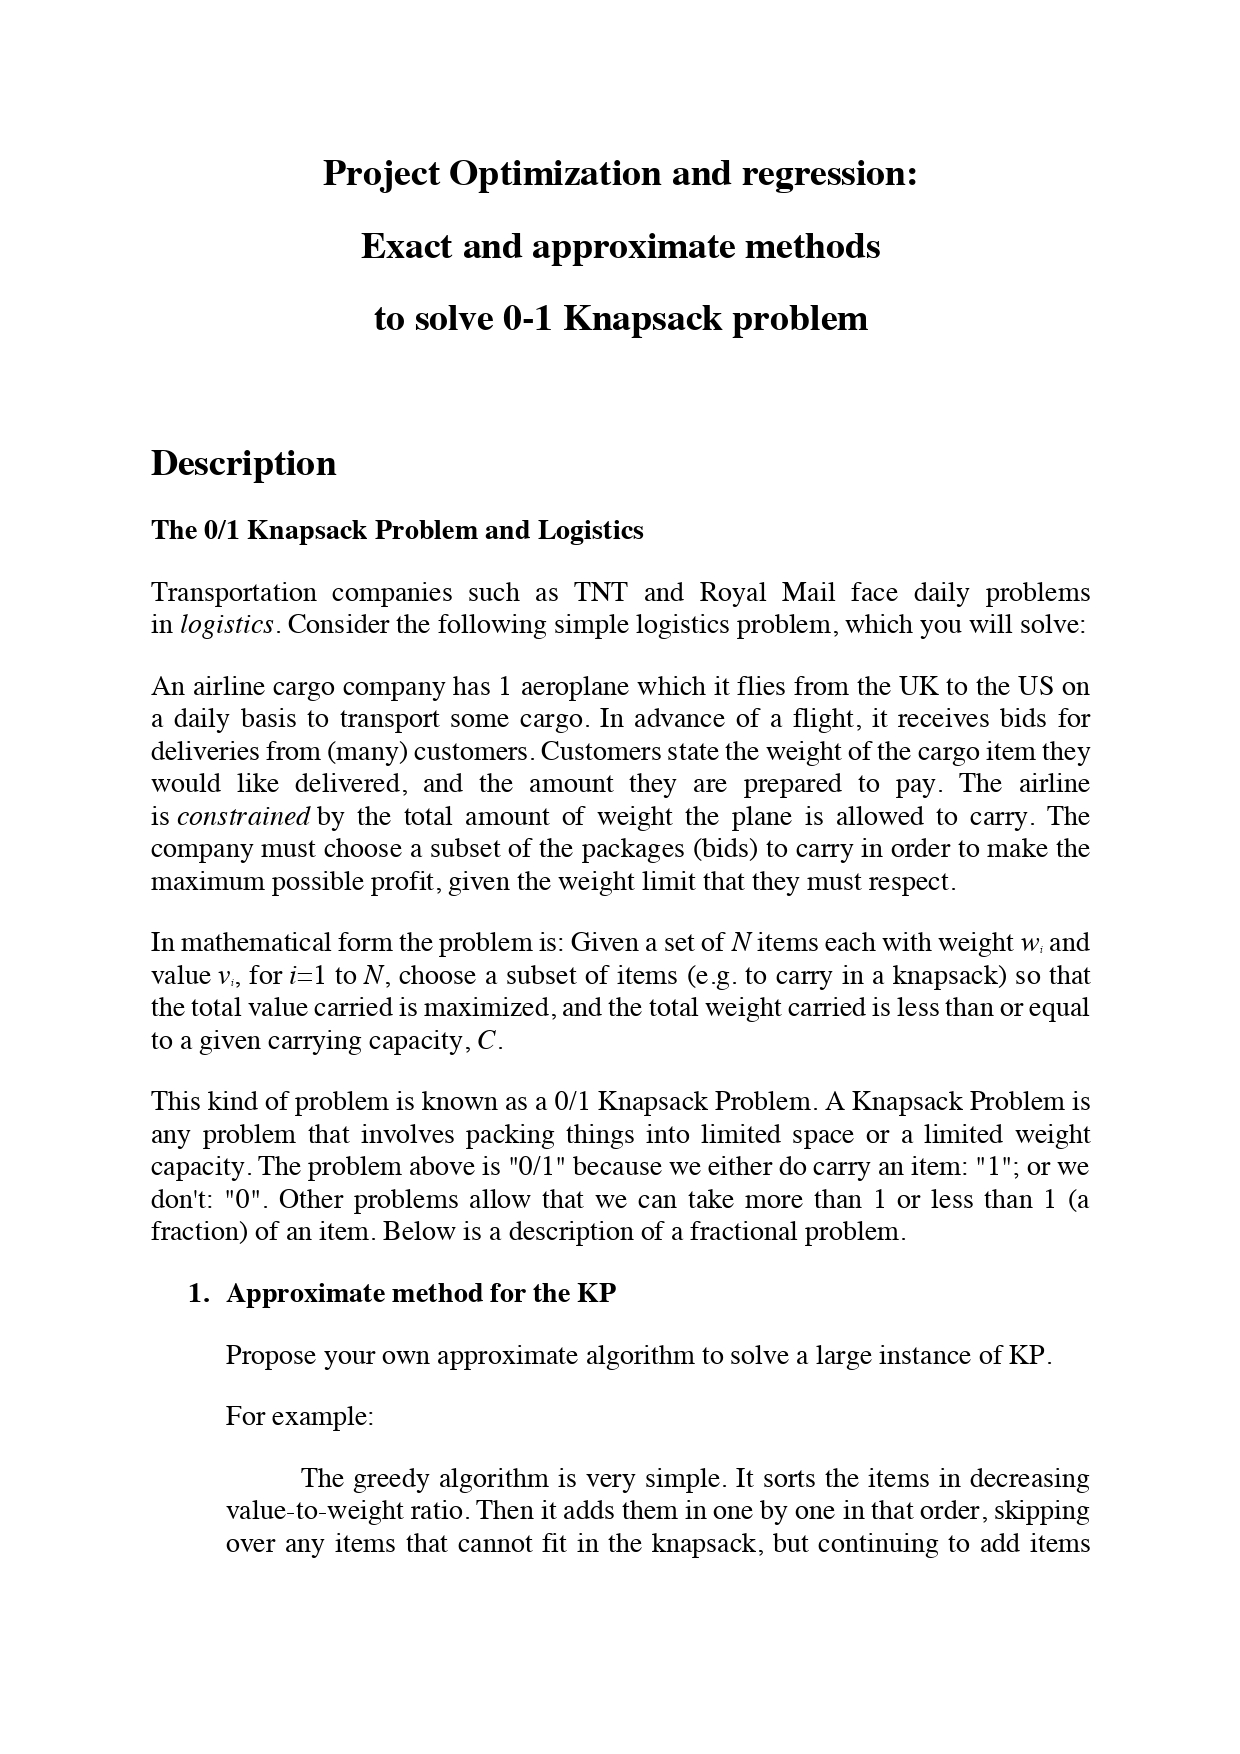 Project Optimization and regression:
Exact and approximate methods
to solve 0-1 Knapsack problem
Description
The 0/1 Knapsack Problem and Logistics
Transportation companies such as TNT and Royal Mail face daily problems
in logistics. Consider the following simple logistics problem, which you will solve:
An airline cargo company has 1 aeroplane which it flies from the UK to the US on
a daily basis to transport some cargo. In advance of a flight, it receives bids for
deliveries from (many) customers. Customers state the weight of the cargo item they
would like delivered, and the amount they are prepared to pay. The airline
is constrained by the total amount of weight the plane is allowed to carry. The
company must choose a subset of the packages (bids) to carry in order to make the
maximum possible profit, given the weight limit that they must respect.
In mathematical form the problem is: Given a set of N items each with weight wᵢ and
value vᵢ, for i=1 to N, choose a subset of items (e.g. to carry in a knapsack) so that
the total value carried is maximized, and the total weight carried is less than or equal
to a given carrying capacity, C.
This kind of problem is known as a 0/1 Knapsack Problem. A Knapsack Problem is
any problem that involves packing things into limited space or a limited weight
capacity. The problem above is "0/1" because we either do carry an item: "1"; or we
don't: "0". Other problems allow that we can take more than 1 or less than 1 (a
fraction) of an item. Below is a description of a fractional problem.
1. Approximate method for the KP
Propose your own approximate algorithm to solve a large instance of KP.
For example:
The greedy algorithm is very simple. It sorts the items in decreasing
value-to-weight ratio. Then it adds them in one by one in that order, skipping
over any items that cannot fit in the knapsack, but continuing to add items